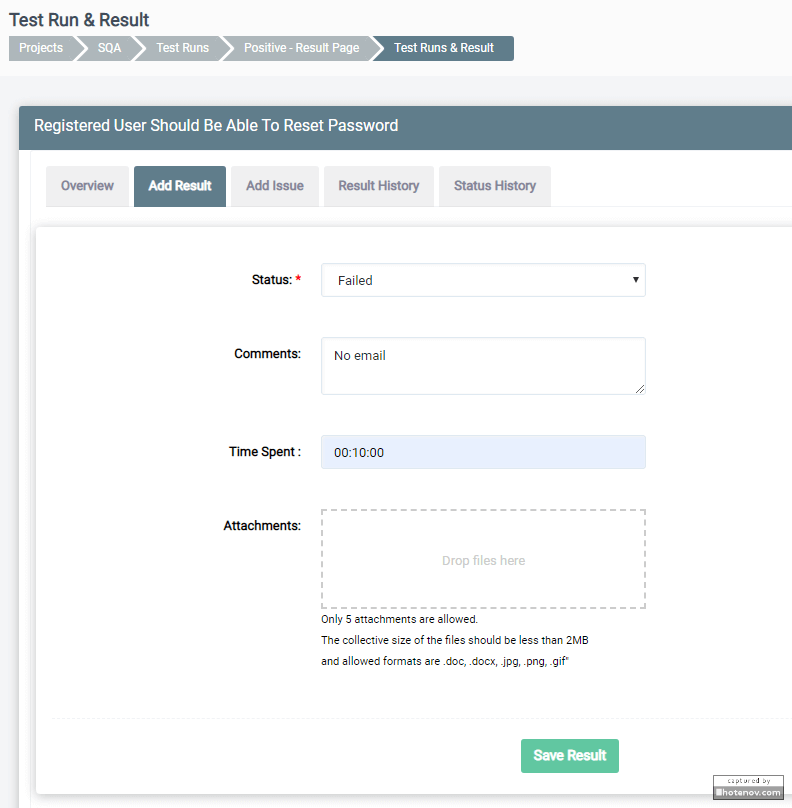 Test Run & Result
Projects SQA Test Runs Positive - Result Page Test Runs & Result
Registered User Should Be Able To Reset Password
Overview Add Result Add Issue Result History Status History
Status: * Failed
Comments: No email
Time Spent : 00:10:00
Attachments:
Drop files here
Only 5 attachments are allowed.
The collective size of the files should be less than 2MB
and allowed formats are .doc, .docx, .jpg, .png, .gif"
Save Result
captured by
hotenov.com